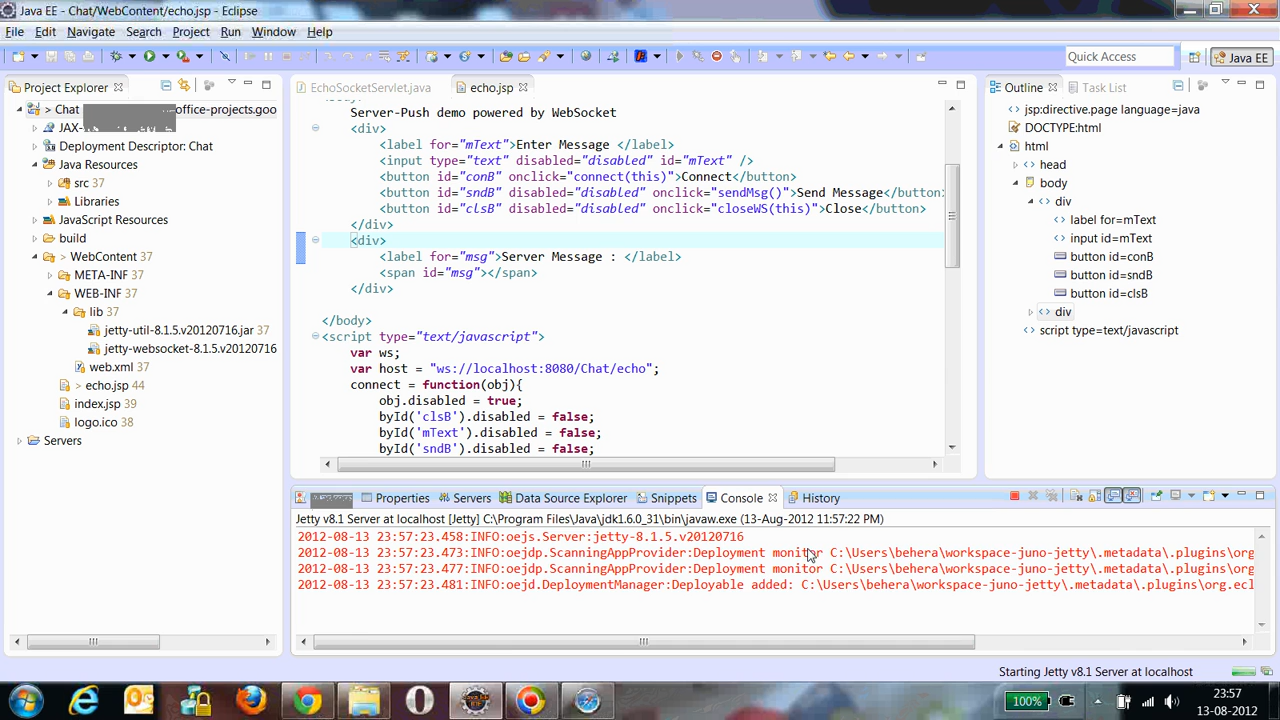 Java EE - Chat/WebContent/echo.jsp - Eclipse
File Edit Navigate Search Project Run Window Help
Quick Access
Java EE
Project Explorer
> Chat office-projects.goo
JAX-
Deployment Descriptor: Chat
Java Resources
src 37
Libraries
JavaScript Resources
build
> WebContent 37
META-INF 37
WEB-INF 37
lib 37
jetty-util-8.1.5.v20120716.jar 37
jetty-websocket-8.1.5.v20120716
web.xml 37
> echo.jsp 44
index.jsp 39
logo.ico 38
Servers
EchoSocketServlet.java
echo.jsp
Server-Push demo powered by WebSocket
<div>
<label for="mText">Enter Message </label>
<input type="text" disabled="disabled" id="mText" />
<button id="conB" onclick="connect(this)">Connect</button>
<button id="sndB" disabled="disabled" onclick="sendMsg()">Send Message</button>
<button id="clsB" disabled="disabled" onclick="closeWS(this)">Close</button>
</div>
<div>
<label for="msg">Server Message : </label>
<span id="msg"></span>
</div>
</body>
<script type="text/javascript">
var ws;
var host = "ws://localhost:8080/Chat/echo";
connect = function(obj){
obj.disabled = true;
byId('clsB').disabled = false;
byId('mText').disabled = false;
byId('sndB').disabled = false;
Outline
Task List
jsp:directive.page language=java
DOCTYPE:html
html
head
body
div
label for=mText
input id=mText
button id=conB
button id=sndB
button id=clsB
div
script type=text/javascript
Properties Servers Data Source Explorer Snippets Console History
Jetty v8.1 Server at localhost [Jetty] C:\Program Files\Java\jdk1.6.0_31\bin\javaw.exe (13-Aug-2012 11:57:22 PM)
2012-08-13 23:57:23.458:INFO:oejs.Server:jetty-8.1.5.v20120716
2012-08-13 23:57:23.473:INFO:oejdp.ScanningAppProvider:Deployment monitor C:\Users\behera\workspace-juno-jetty\.metadata\.plugins\org
2012-08-13 23:57:23.477:INFO:oejdp.ScanningAppProvider:Deployment monitor C:\Users\behera\workspace-juno-jetty\.metadata\.plugins\org
2012-08-13 23:57:23.481:INFO:oejd.DeploymentManager:Deployable added: C:\Users\behera\workspace-juno-jetty\.metadata\.plugins\org.ecl
Starting Jetty v8.1 Server at localhost
100%
23:57
13-08-2012